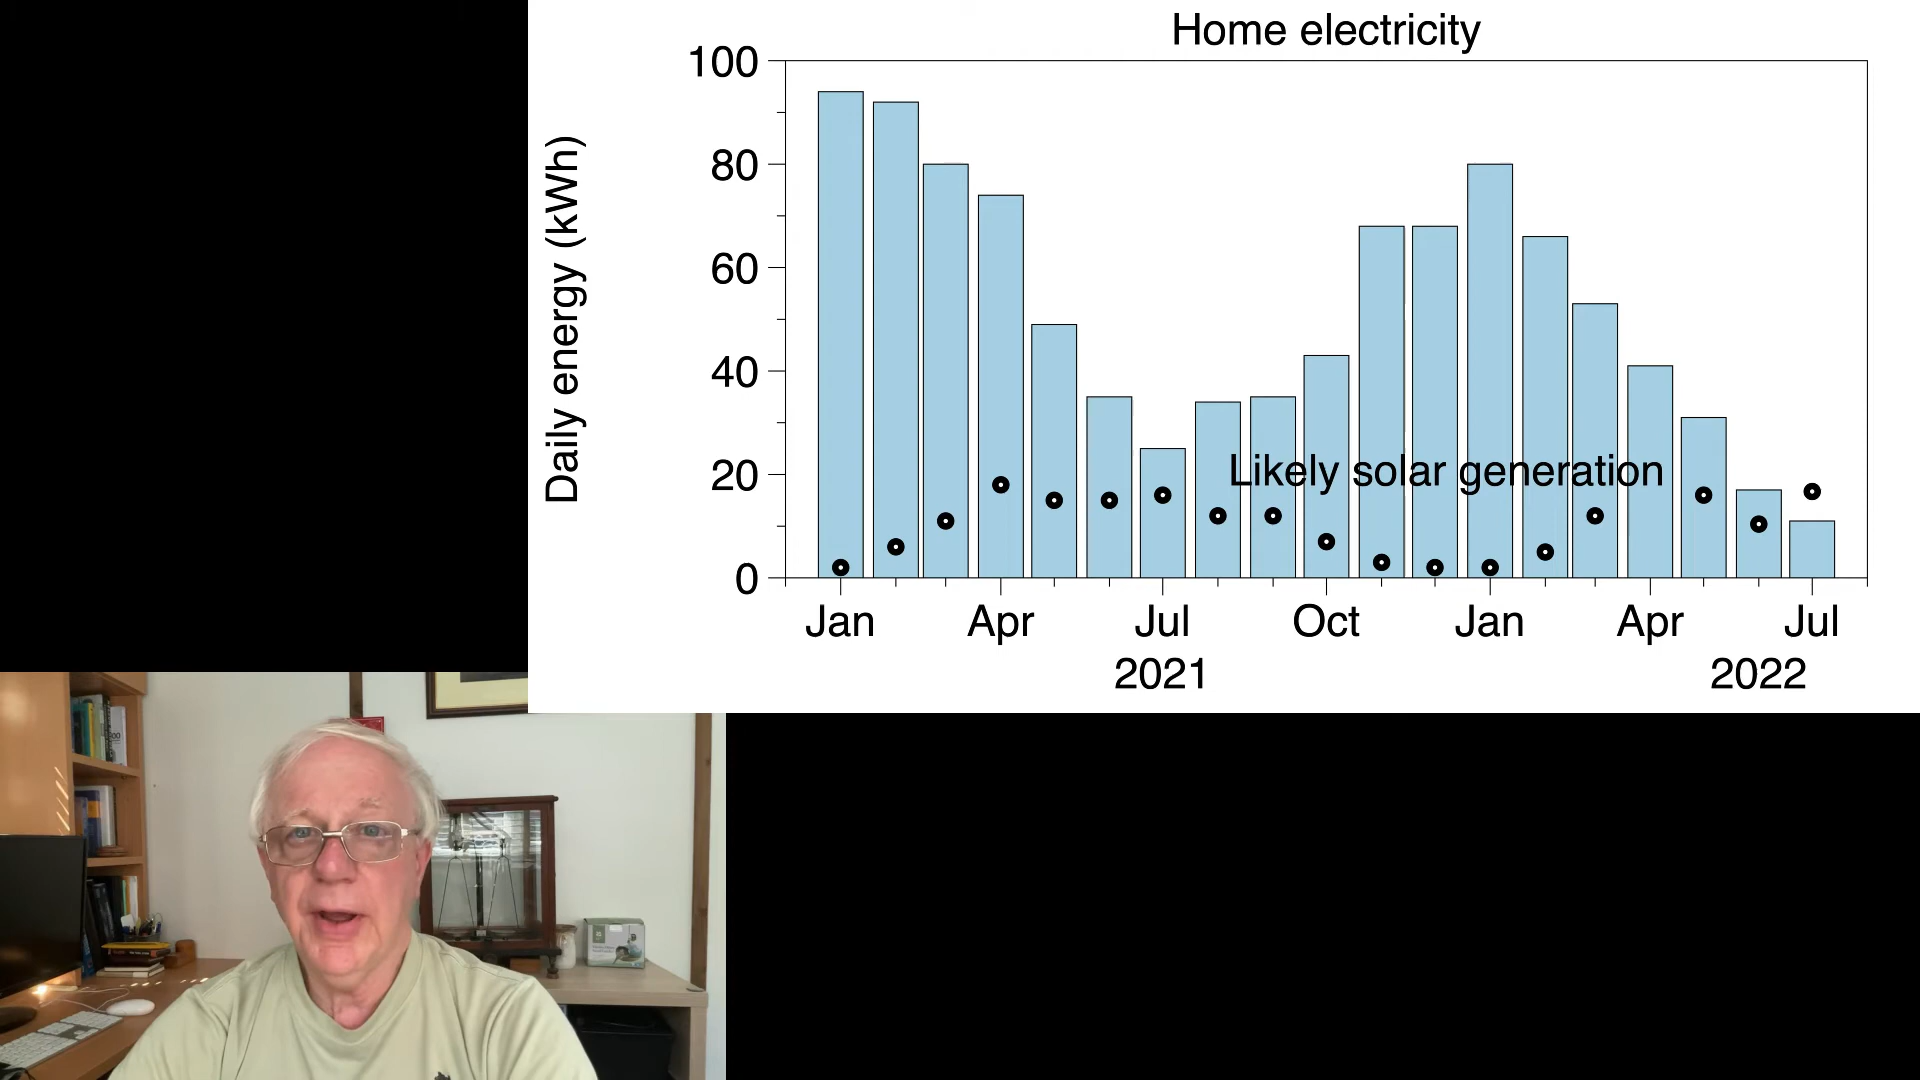 Home electricity
Daily energy (kWh)
100
80
60
40
20
0
Likely solar generation
Jan Apr Jul Oct Jan Apr Jul
2021 2022